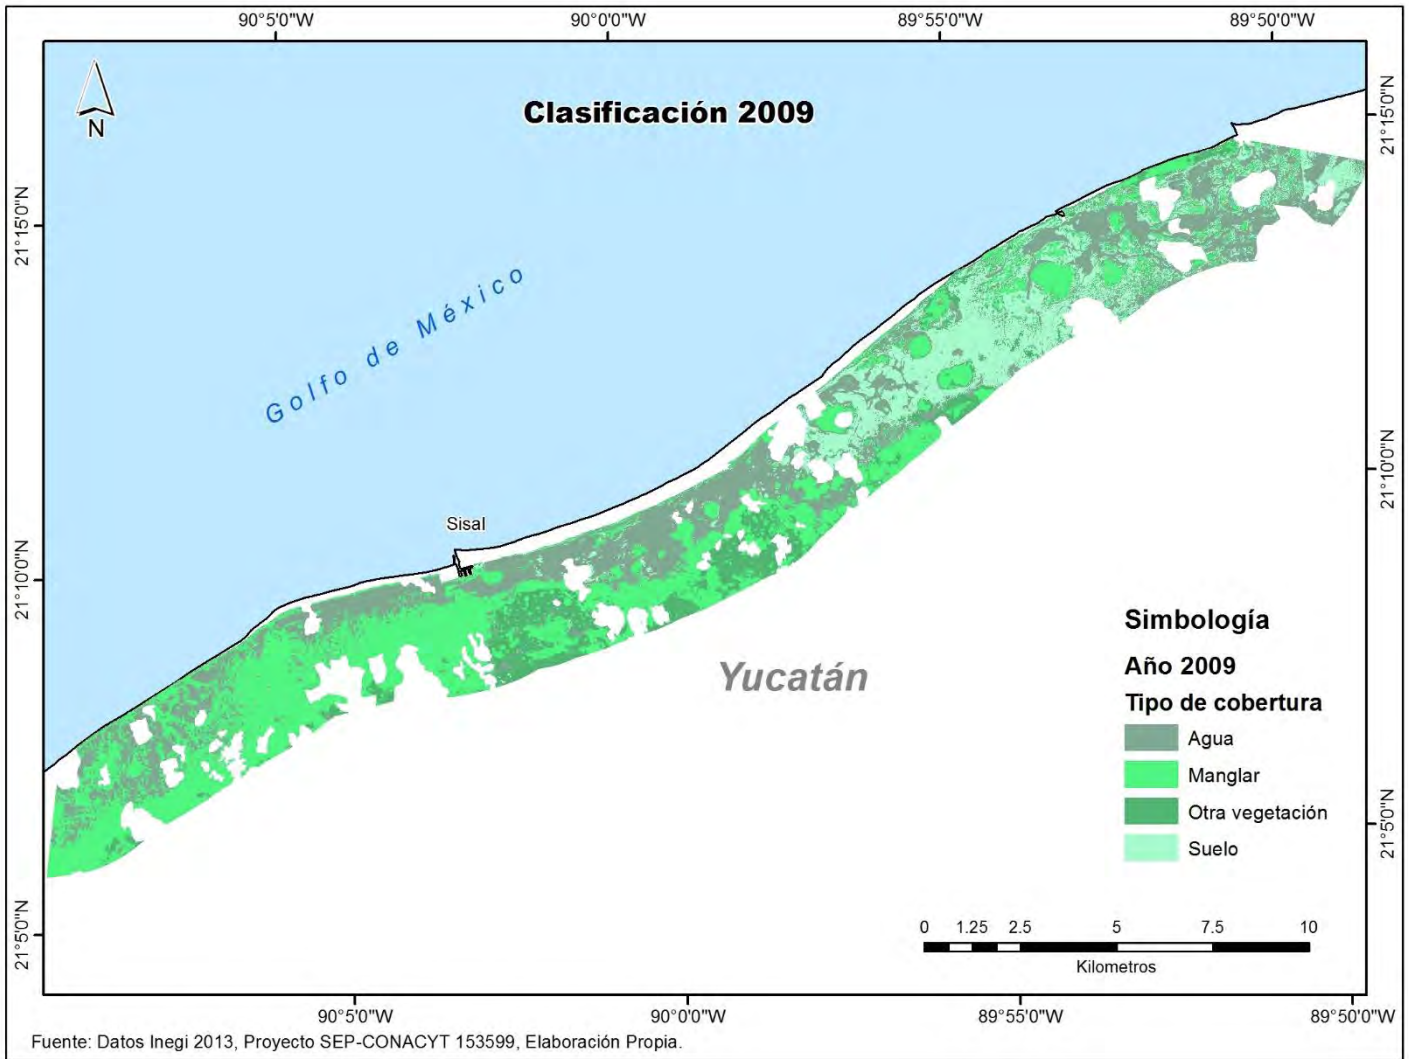 90°5'0"W 90°0'0"W 89°55'0"W 89°50'0"W
N
Clasificación 2009
21°15'0"N
21°15'0"N
Golfo de México
21°10'0"N
Sisal
21°10'0"N
Yucatán
Simbología
Año 2009
Tipo de cobertura
Agua
Manglar
Otra vegetación
Suelo
21°5'0"N
21°5'0"N
0 1.25 2.5 5 7.5 10
Kilometros
90°5'0"W 90°0'0"W 89°55'0"W 89°50'0"W
Fuente: Datos Inegi 2013, Proyecto SEP-CONACYT 153599, Elaboración Propia.